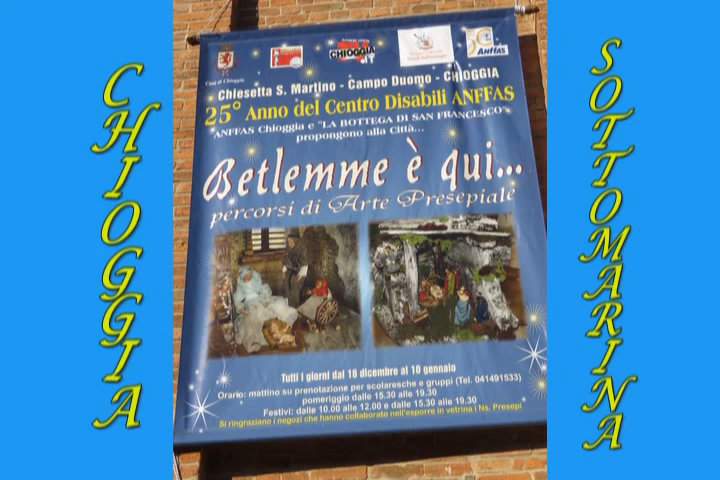 CHIOGGIA
Città di Chioggia
CHIOGGIA
.IT
ANFFAS
Chiesetta S. Martino - Campo Duomo - CHIOGGIA
25° Anno del Centro Disabili ANFFAS
ANFFAS Chioggia e "LA BOTTEGA DI SAN FRANCESCO"
propongono alla Città...
Betlemme è qui...
percorsi di Arte Presepiale
Tutti i giorni dal 18 dicembre al 10 gennaio
Orario: mattino su prenotazione per scolaresche e gruppi (Tel. 041491533)
pomeriggio dalle 15.30 alle 19.30
Festivi: dalle 10.00 alle 12.00 e dalle 15.30 alle 19.30
Si ringraziano i negozi che hanno collaborato nell'esporre in vetrina i Ns. Presepi
SOTTOMARINA